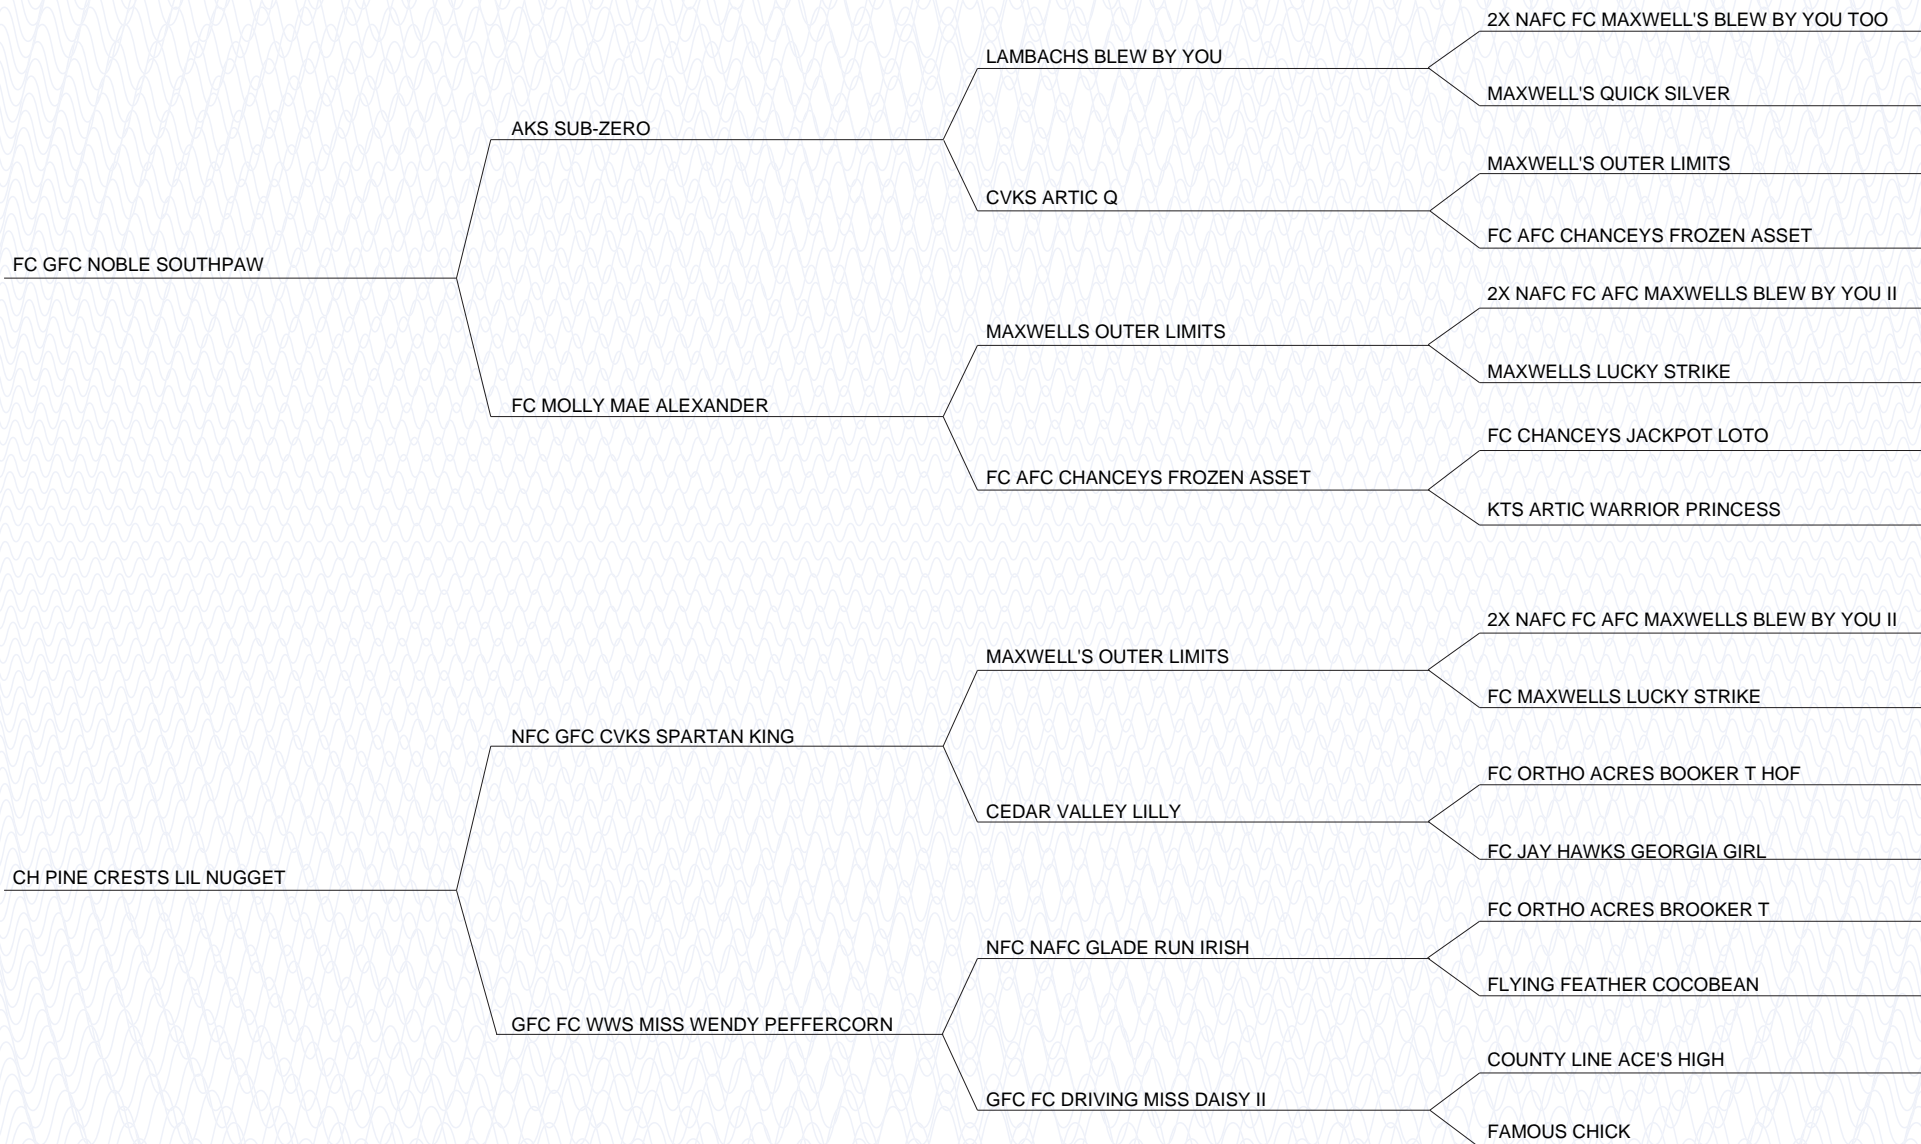 2X NAFC FC MAXWELL'S BLEW BY YOU TOO
LAMBACHS BLEW BY YOU
MAXWELL'S QUICK SILVER
AKS SUB-ZERO
MAXWELL'S OUTER LIMITS
CVKS ARTIC Q
FC AFC CHANCEYS FROZEN ASSET
FC GFC NOBLE SOUTHPAW
2X NAFC FC AFC MAXWELLS BLEW BY YOU II
MAXWELLS OUTER LIMITS
MAXWELLS LUCKY STRIKE
FC MOLLY MAE ALEXANDER
FC CHANCEYS JACKPOT LOTO
FC AFC CHANCEYS FROZEN ASSET
KTS ARTIC WARRIOR PRINCESS
2X NAFC FC AFC MAXWELLS BLEW BY YOU II
MAXWELL'S OUTER LIMITS
FC MAXWELLS LUCKY STRIKE
NFC GFC CVKS SPARTAN KING
FC ORTHO ACRES BOOKER T HOF
CEDAR VALLEY LILLY
FC JAY HAWKS GEORGIA GIRL
CH PINE CRESTS LIL NUGGET
FC ORTHO ACRES BROOKER T
NFC NAFC GLADE RUN IRISH
FLYING FEATHER COCOBEAN
GFC FC WWS MISS WENDY PEFFERCORN
COUNTY LINE ACE'S HIGH
GFC FC DRIVING MISS DAISY II
FAMOUS CHICK